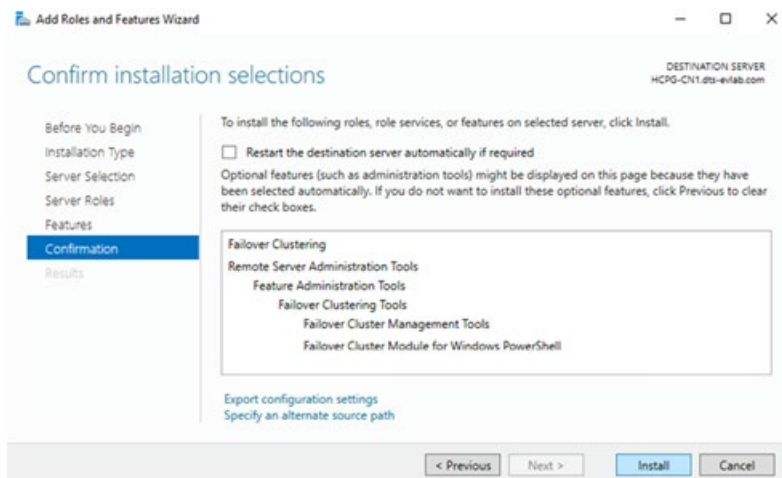 Add Roles and Features Wizard
Confirm installation selections
DESTINATION SERVER
HCPG-CN1.dts-evlab.com
Before You Begin
Installation Type
Server Selection
Server Roles
Features
Confirmation
Results
To install the following roles, role services, or features on selected server, click Install.
Restart the destination server automatically if required
Optional features (such as administration tools) might be displayed on this page because they have
been selected automatically. If you do not want to install these optional features, click Previous to clear
their check boxes.
Failover Clustering
Remote Server Administration Tools
Feature Administration Tools
Failover Clustering Tools
Failover Cluster Management Tools
Failover Cluster Module for Windows PowerShell
Export configuration settings
Specify an alternate source path
< Previous
Next >
Install
Cancel